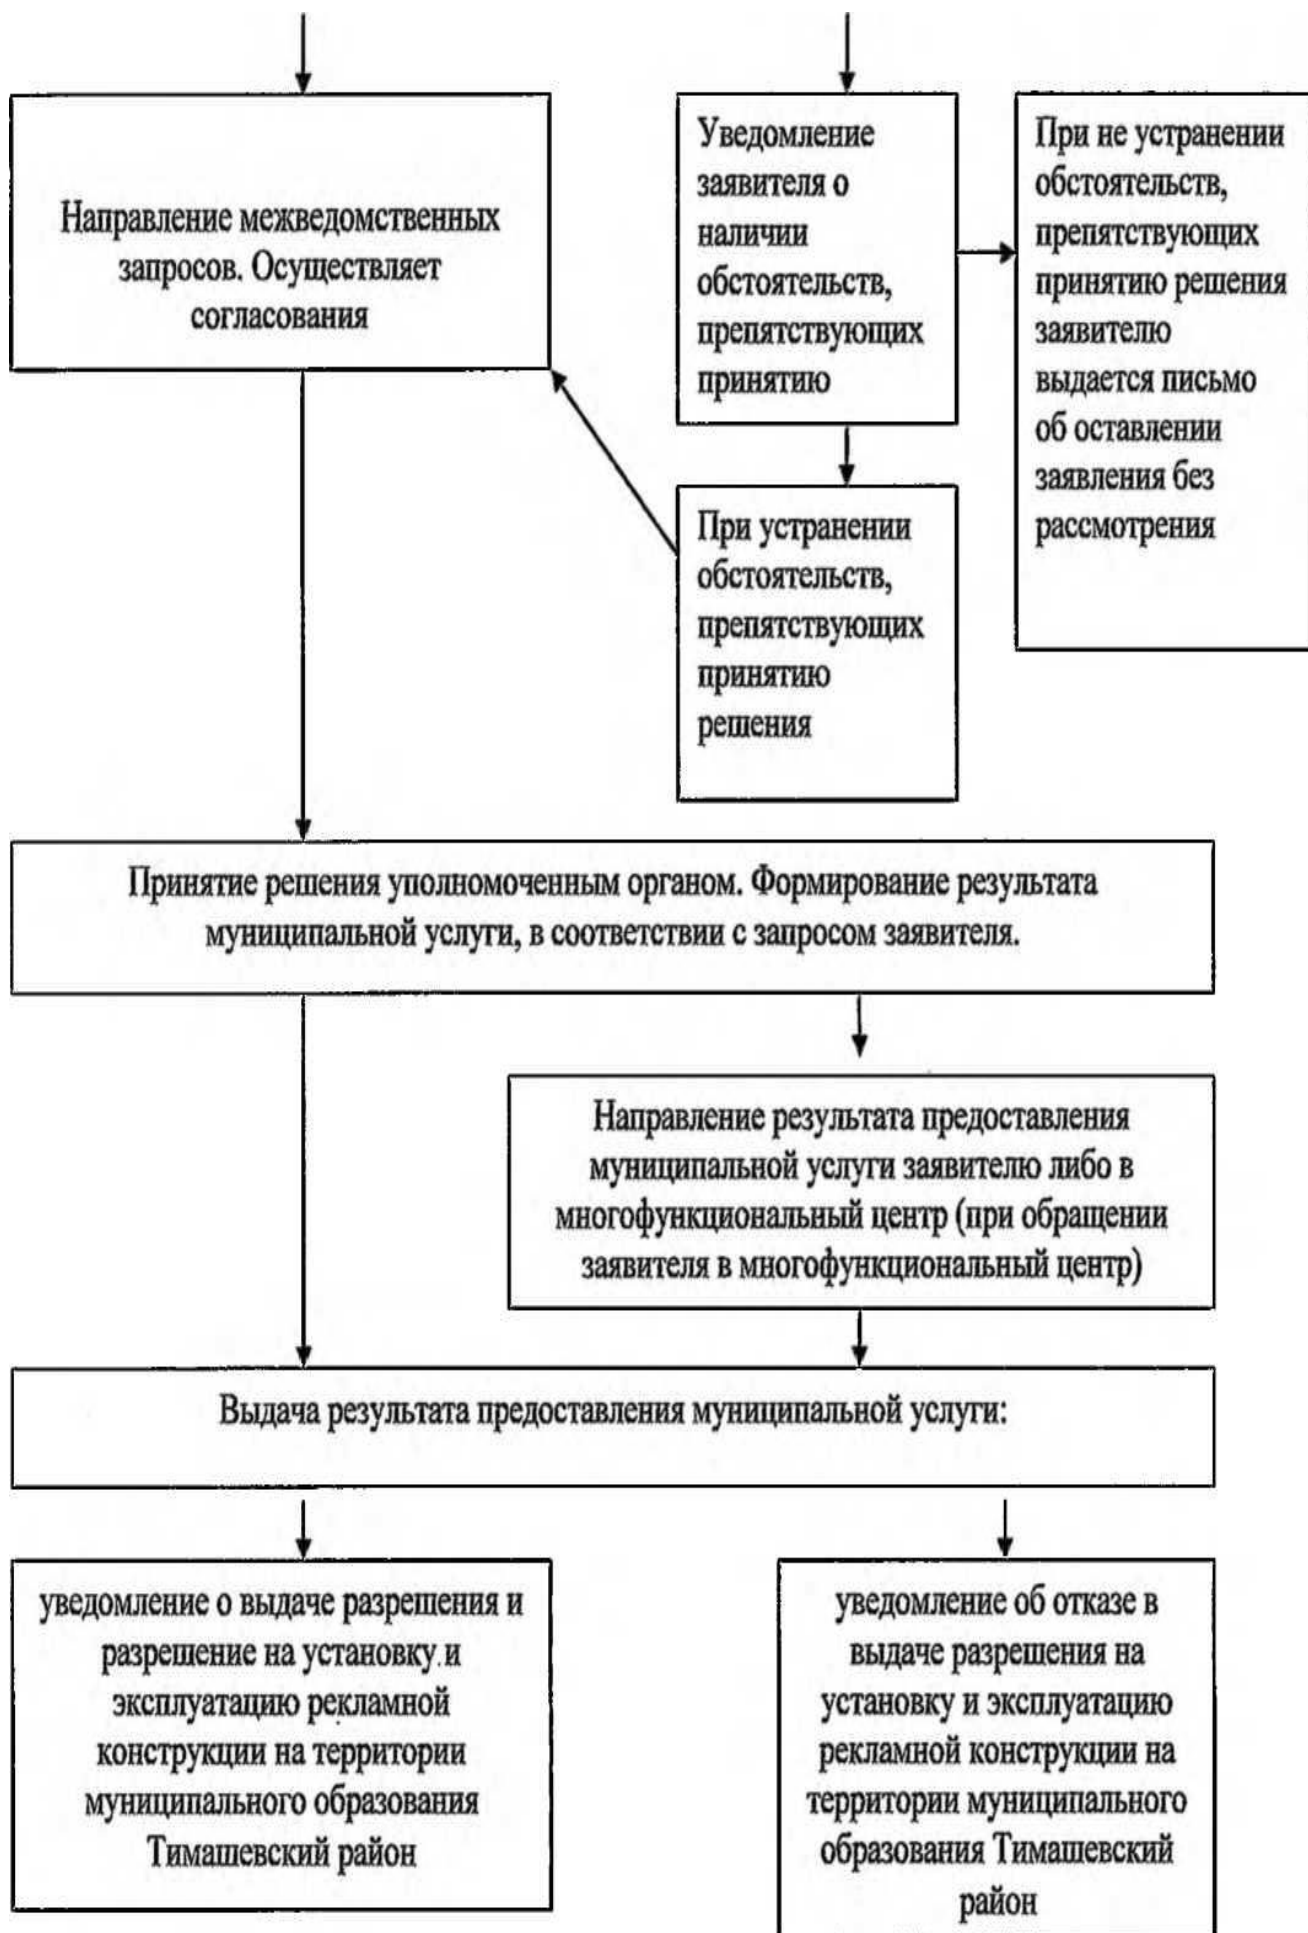 Направление межведомственных
запросов. Осуществляет
согласования
Уведомление
заявителя о
наличии
обстоятельств,
препятствующих
принятию
При не устранении
обстоятельств,
препятствующих
принятию решения
заявителю
выдается письмо
об оставлении
заявления без
рассмотрения
При устранении
обстоятельств,
препятствующих
принятию
решения
Принятие решения уполномоченным органом. Формирование результата
муниципальной услуги, в соответствии с запросом заявителя.
Направление результата предоставления
муниципальной услуги заявителю либо в
многофункциональный центр (при обращении
заявителя в многофункциональный центр)
Выдача результата предоставления муниципальной услуги:
уведомление о выдаче разрешения и
разрешение на установку и
эксплуатацию рекламной
конструкции на территории
муниципального образования
Тимашевский район
уведомление об отказе в
выдаче разрешения на
установку и эксплуатацию
рекламной конструкции на
территории муниципального
образования Тимашевский
район